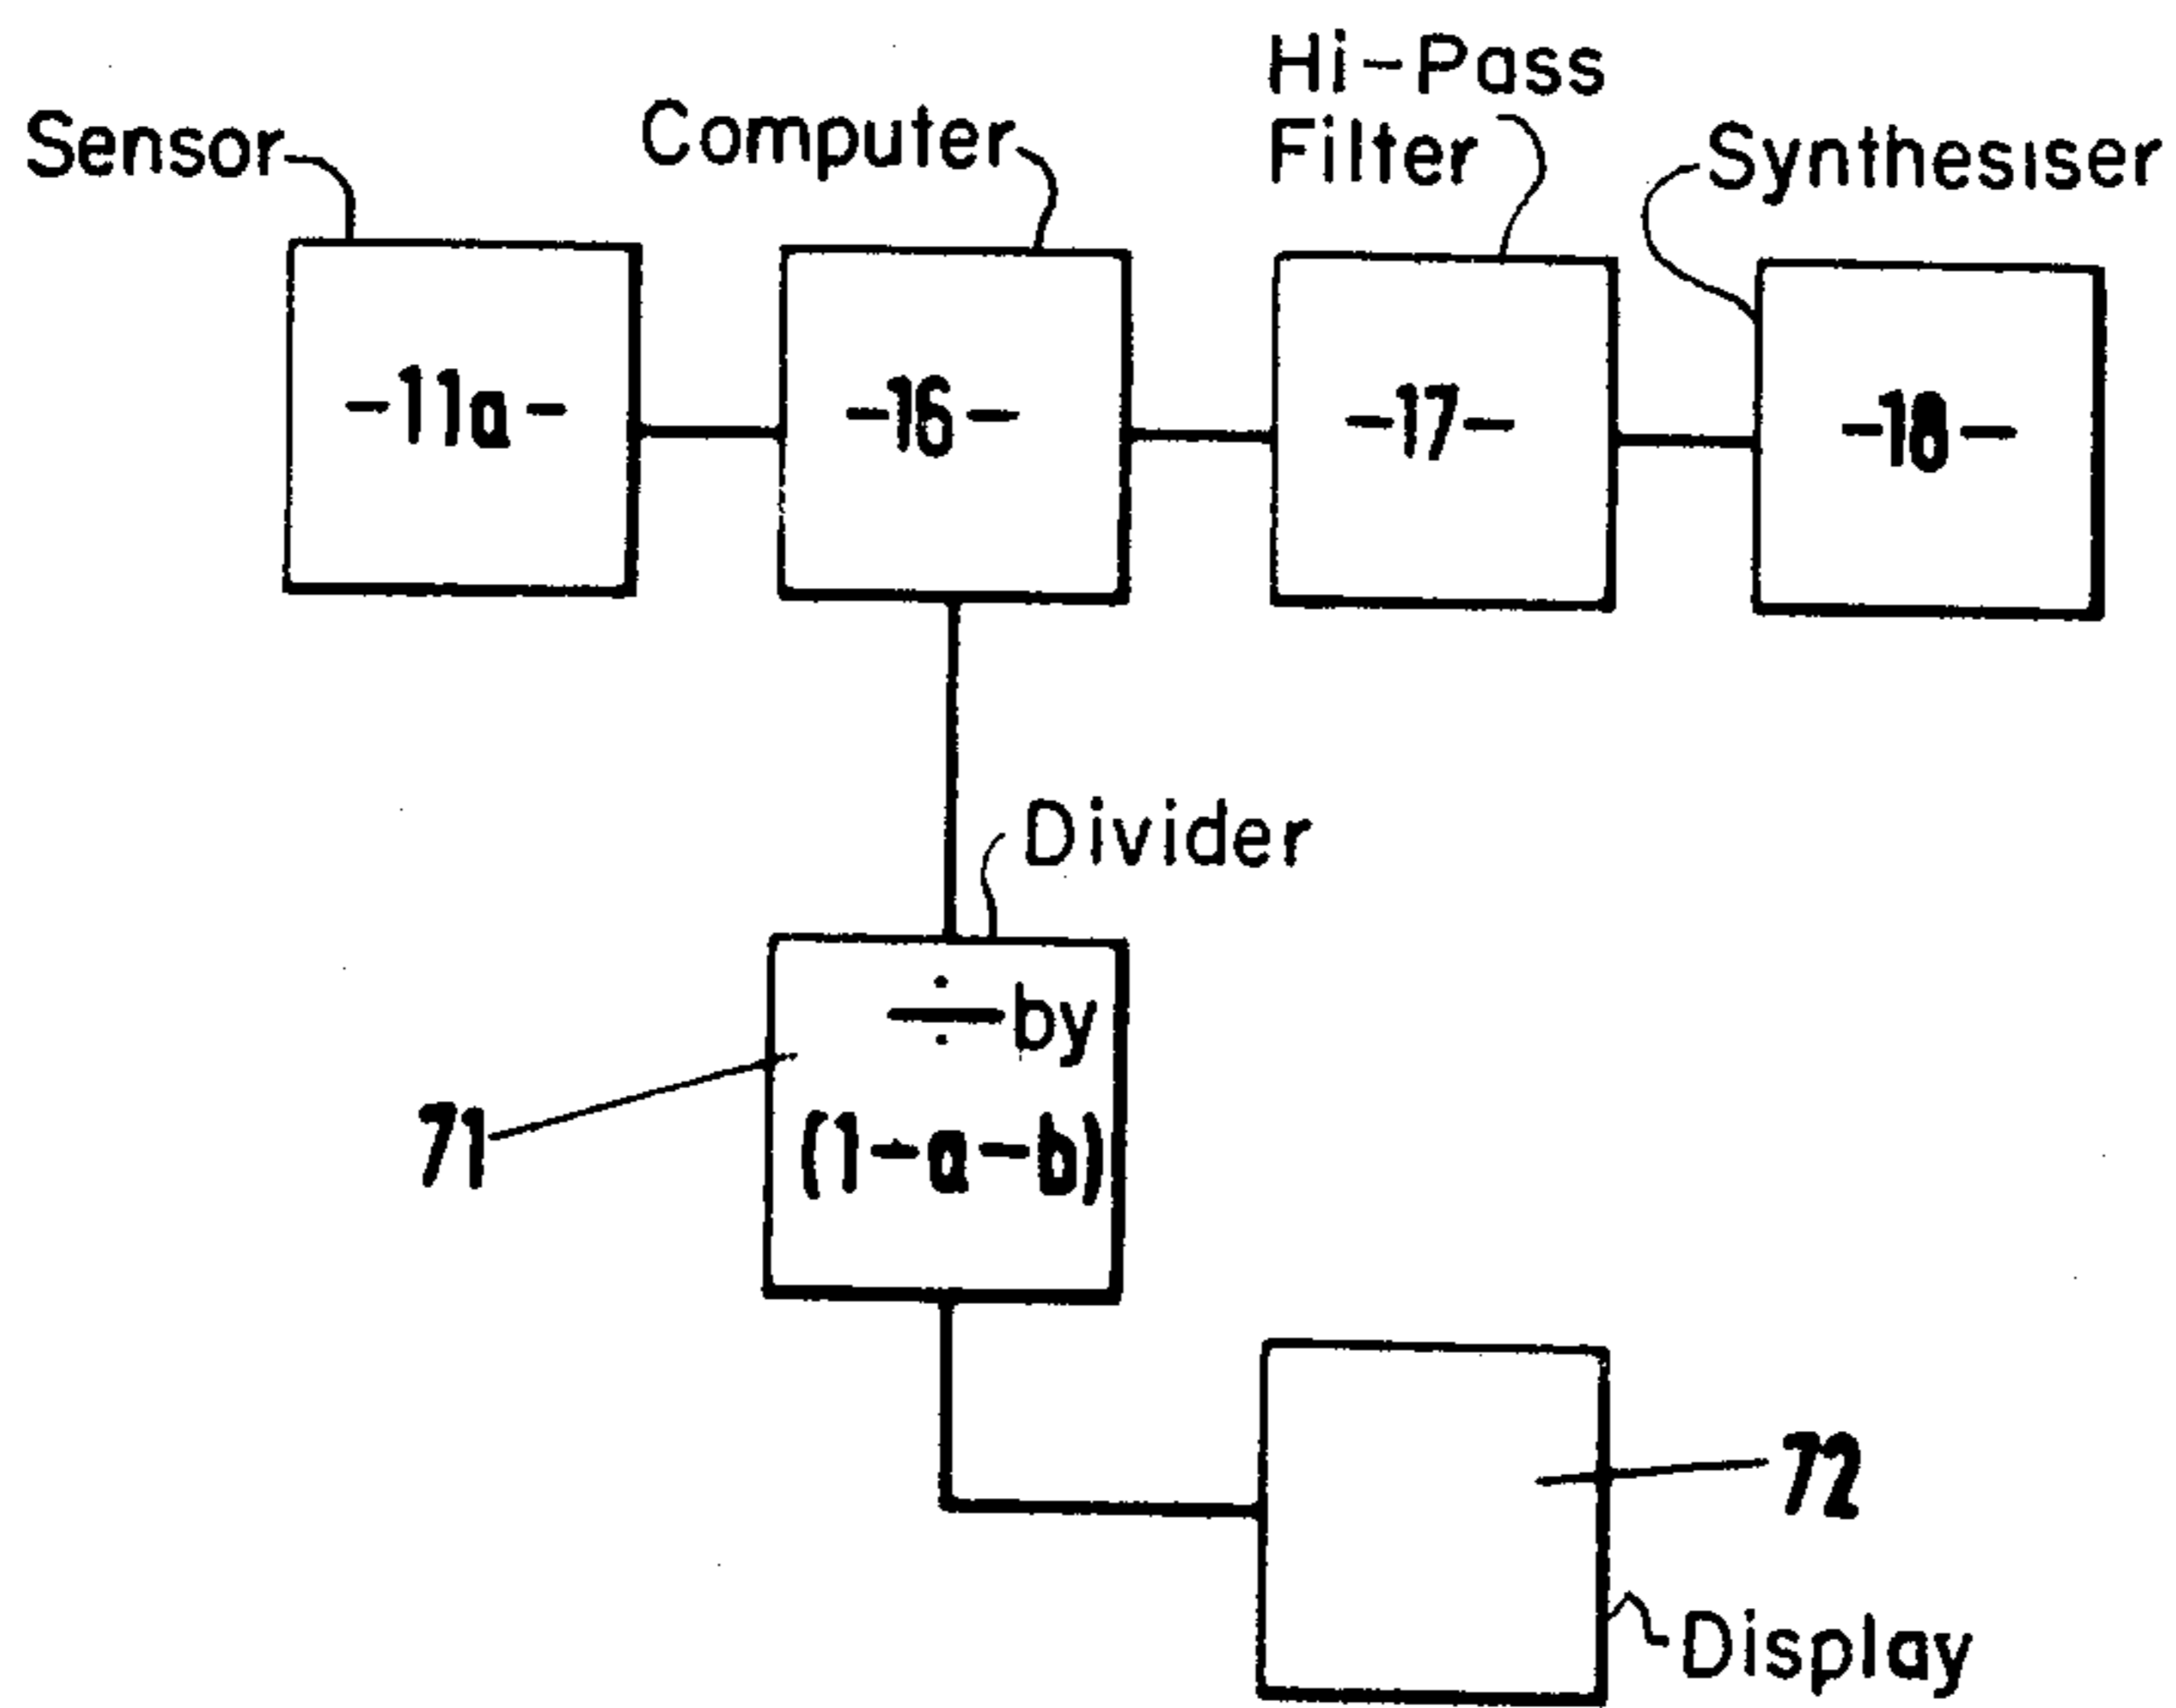 Sensor
Computer
Hi-Pass
Filter
Synthesiser
-11a-
-16-
-17-
-18-
Divider
÷ by
(1-a-b)
71
72
Display